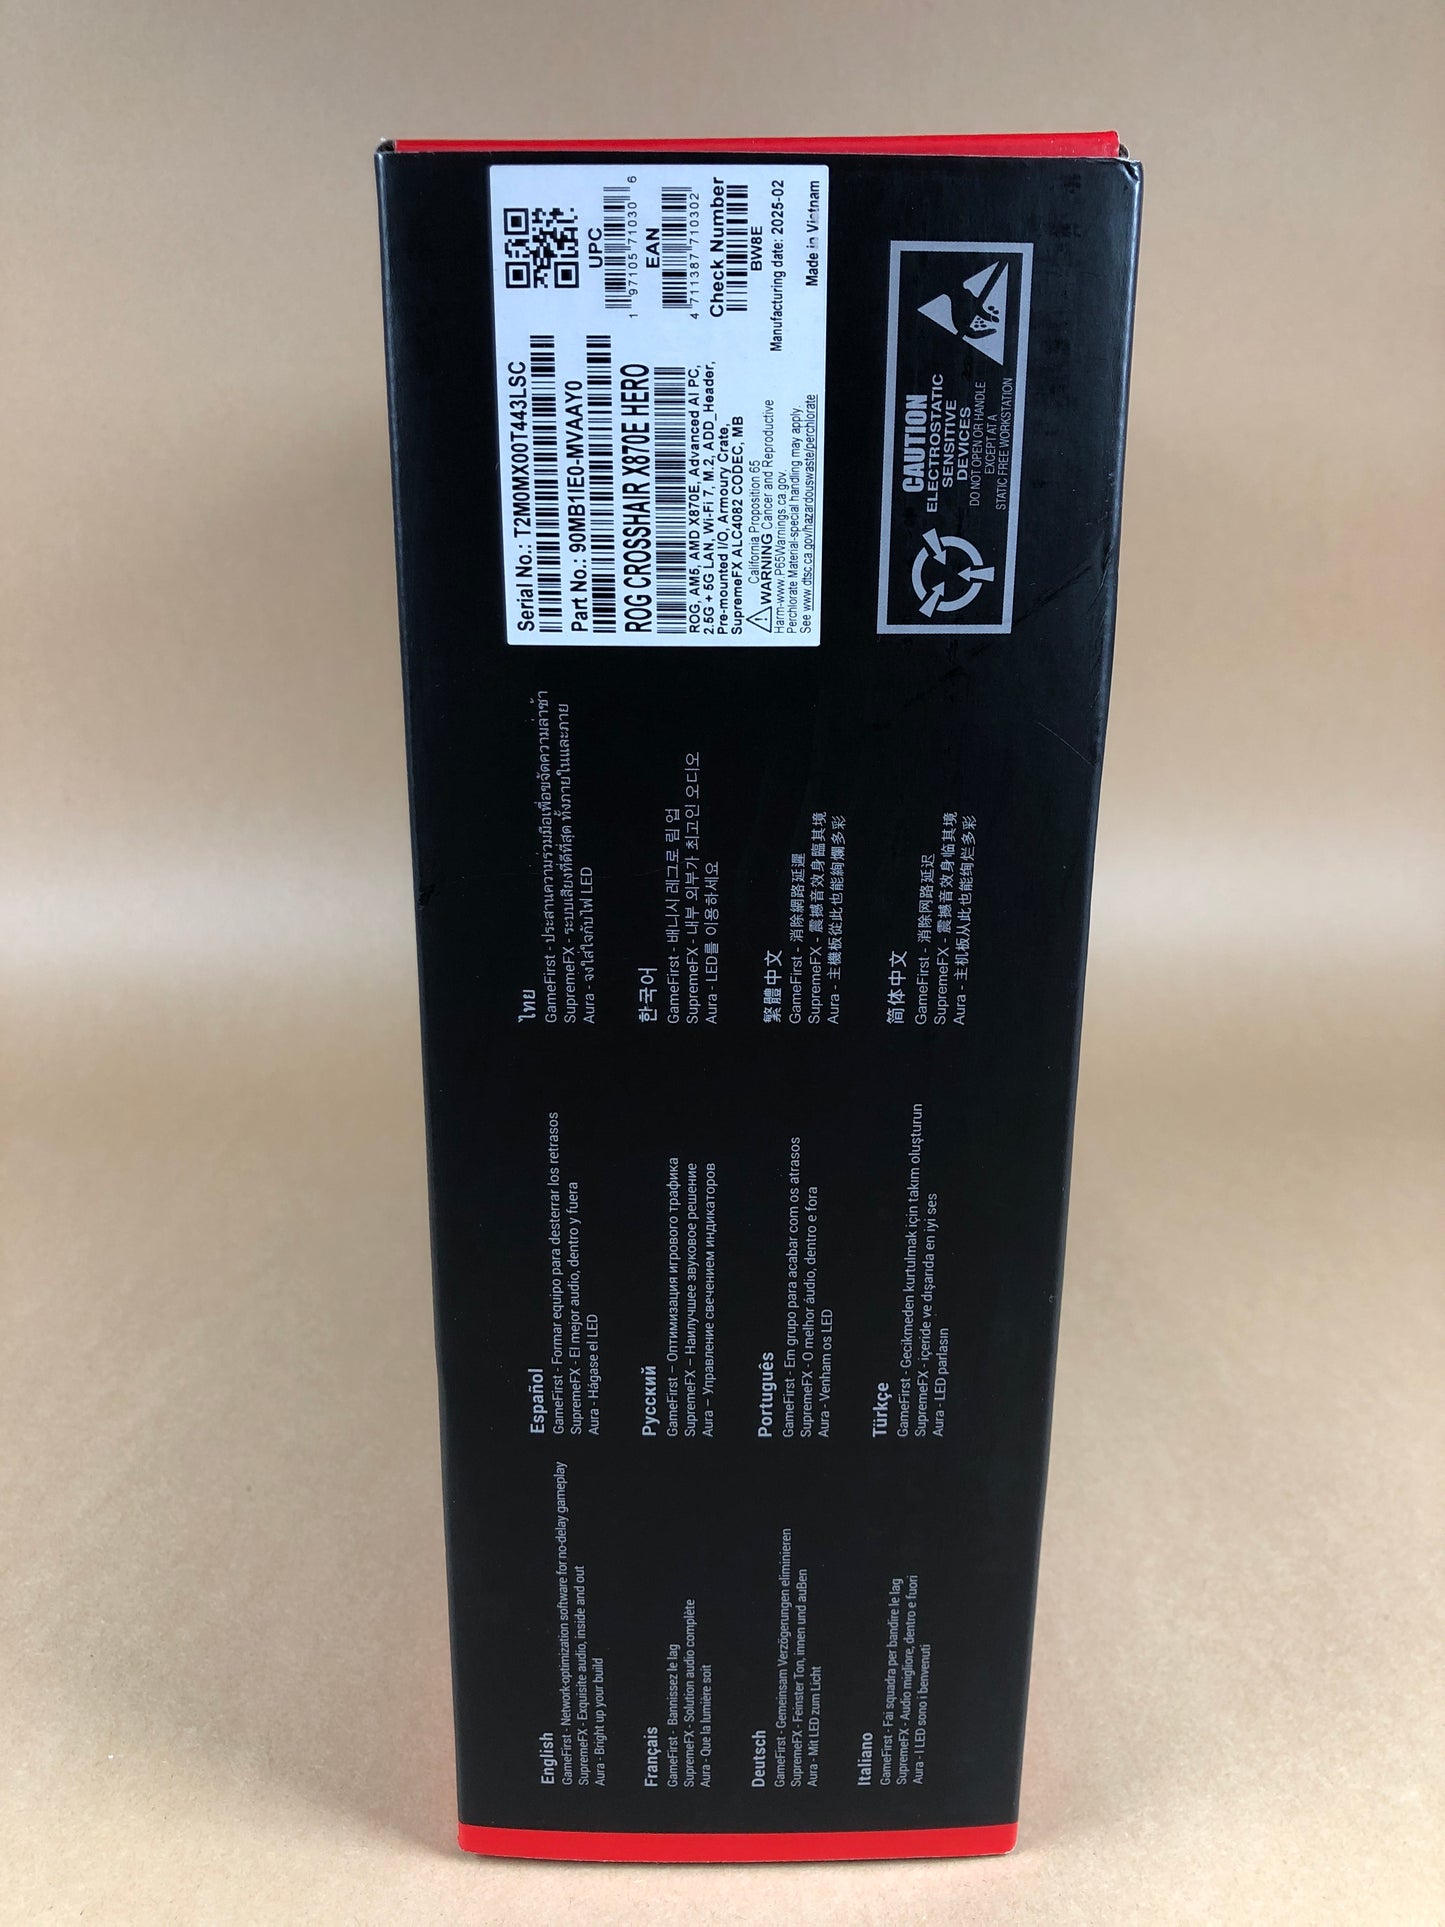 Serial No.: T2M0MX00T443LSC
Part No.: 90MB1IE0-MVAAY0
ROG CROSSHAIR X870E HERO
ROG, AM5, AMD X870E, Advanced AI PC,
2.5G + 5G LAN, Wi-Fi 7, M.2, ADD_Header,
Pre-mounted I/O, Armoury Crate,
SupremeFX ALC4082 CODEC, MB
California Proposition 65
WARNING Cancer and Reproductive
Harm-www.P65Warnings.ca.gov.
Perchlorate Material-special handling may apply.
See www.dtsc.ca.gov/hazardouswaste/perchlorate
UPC
1 97105 71030 6
EAN
4 711387 710302
Check Number
BW8E
Manufacturing date: 2025-02
Made in Vietnam
CAUTION
ELECTROSTATIC
SENSITIVE
DEVICES
DO NOT OPEN OR HANDLE
EXCEPT AT A
STATIC FREE WORKSTATION
English
GameFirst - Network-optimization software for no-delay gameplay
SupremeFX - Exquisite audio, inside and out
Aura - Bright up your build
Français
GameFirst - Bannissez le lag
SupremeFX - Solution audio complète
Aura - Que la lumière soit
Deutsch
GameFirst - Gemeinsam Verzögerungen eliminieren
SupremeFX - Feinster Ton, innen und außen
Aura - Mit LED zum Licht
Italiano
GameFirst - Fai squadra per bandire le lag
SupremeFX - Audio migliore, dentro e fuori
Aura - I LED sono i benvenuti
Español
GameFirst - Formar equipo para desterrar los retrasos
SupremeFX - El mejor audio, dentro y fuera
Aura - Hágase el LED
Русский
GameFirst – Оптимизация игрового трафика
SupremeFX – Наилучшее звуковое решение
Aura – Управление свечением индикаторов
Português
GameFirst - Em grupo para acabar com os atrasos
SupremeFX - O melhor áudio, dentro e fora
Aura - Venham os LED
Türkçe
GameFirst - Gecikmeden kurtulmak için takım oluşturun
SupremeFX - içeride ve dışarıda en iyi ses
Aura - LED parlasın
ไทย
GameFirst - ประสานความร่วมมือเพื่อขจัดความล่าช้า
SupremeFX - ระบบเสียงที่ดีที่สุด ทั้งภายในและภาย
Aura - จงใส่ใจกับไฟ LED
한국어
GameFirst - 배니시 레그로 팀 업
SupremeFX - 내부 외부가 최고인 오디오
Aura - LED를 이용하세요
繁體中文
GameFirst - 消除網路延遲
SupremeFX - 震撼音效身臨其境
Aura - 主機板從此也能絢爛多彩
简体中文
GameFirst - 消除网路延迟
SupremeFX - 震撼音效身临其境
Aura - 主机板从此也能绚烂多彩